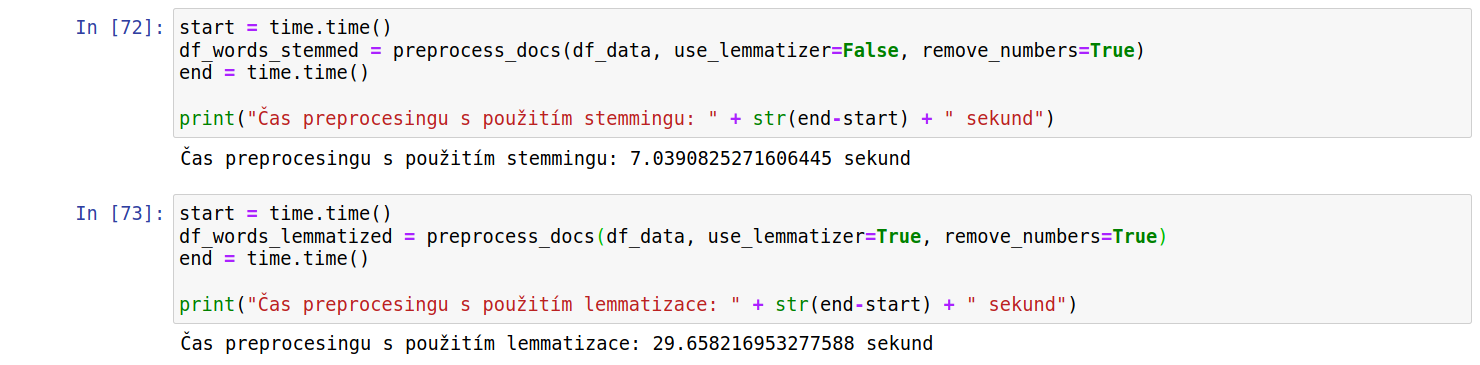 In [72]: start = time.time()
df_words_stemmed = preprocess_docs(df_data, use_lemmatizer=False, remove_numbers=True)
end = time.time()
print("Čas preprocesingu s použitím stemmingu: " + str(end-start) + " sekund")
Čas preprocesingu s použitím stemmingu: 7.0390825271606445 sekund
In [73]: start = time.time()
df_words_lemmatized = preprocess_docs(df_data, use_lemmatizer=True, remove_numbers=True)
end = time.time()
print("Čas preprocesingu s použitím lemmatizace: " + str(end-start) + " sekund")
Čas preprocesingu s použitím lemmatizace: 29.658216953277588 sekund